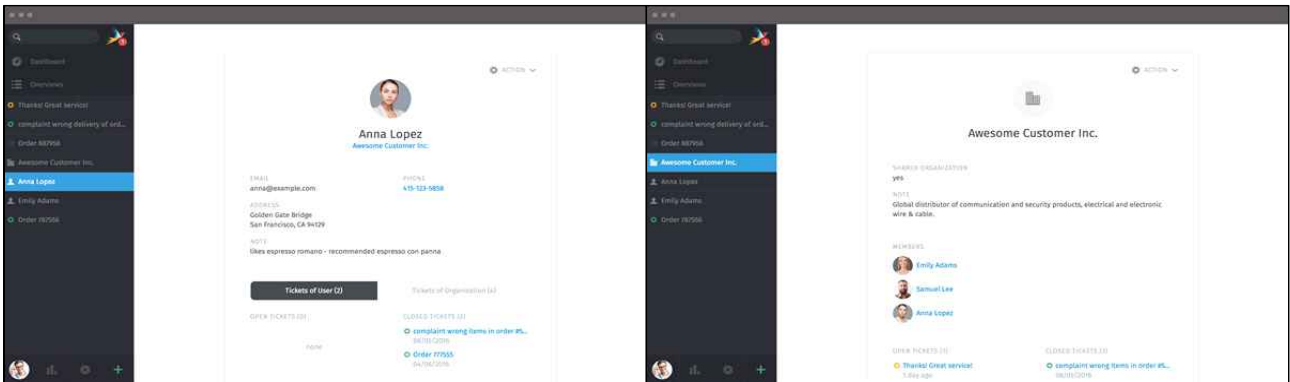 1
Dashboard
Overviews
Thanks! Great service!
complaint wrong delivery of ord...
Order 887956
Awesome Customer Inc.
Anna Lopez
Emily Adams
Order 787556
ACTION
Anna Lopez
Awesome Customer Inc.
EMAIL
anna@example.com
PHONE
415-123-5858
ADDRESS
Golden Gate Bridge
San Francisco, CA 94129
NOTE
likes espresso romano - recommended espresso con panna
Tickets of User (2)
Tickets of Organization (4)
OPEN TICKETS (0)
none
CLOSED TICKETS (2)
complaint wrong items in order #5...
Order 777555
1
Dashboard
Overviews
Thanks! Great service!
complaint wrong delivery of ord...
Order 887956
Awesome Customer Inc.
Anna Lopez
Emily Adams
Order 787556
ACTION
Awesome Customer Inc.
SHARED ORGANIZATION
yes
NOTE
Global distributor of communication and security products, electrical and electronic
wire & cable.
MEMBERS
Emily Adams
Samuel Lee
Anna Lopez
OPEN TICKETS (1)
Thanks! Great service!
1 day ago
CLOSED TICKETS (3)
complaint wrong items in order #5...